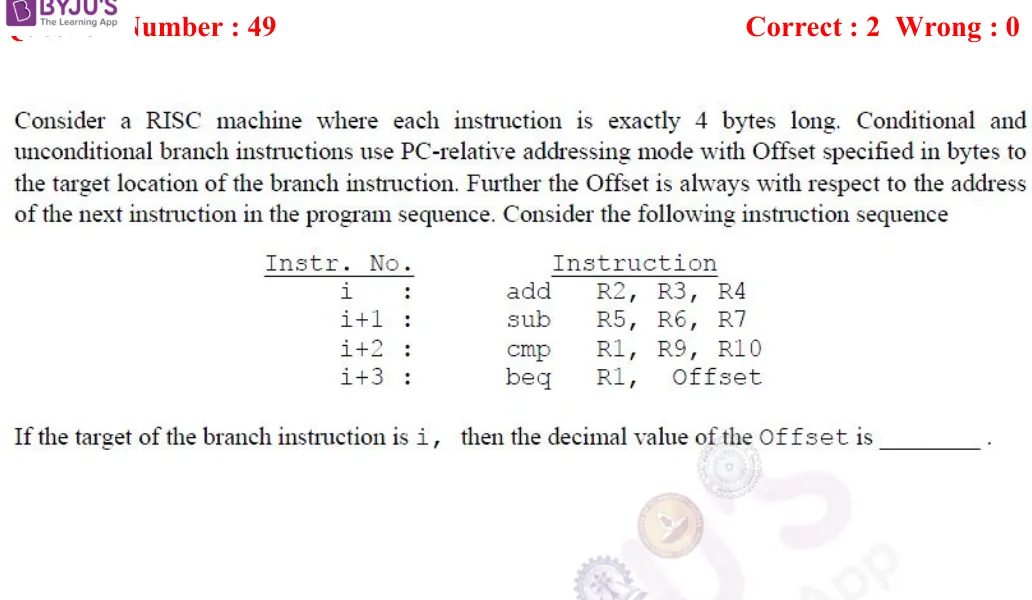 BYJU'S
The Learning App
umber : 49
Correct : 2 Wrong : 0
Consider a RISC machine where each instruction is exactly 4 bytes long. Conditional and
unconditional branch instructions use PC-relative addressing mode with Offset specified in bytes to
the target location of the branch instruction. Further the Offset is always with respect to the address
of the next instruction in the program sequence. Consider the following instruction sequence
Instr. No. Instruction
i : add R2, R3, R4
i+1 : sub R5, R6, R7
i+2 : cmp R1, R9, R10
i+3 : beq R1, Offset
If the target of the branch instruction is i, then the decimal value of the Offset is ________ .
App